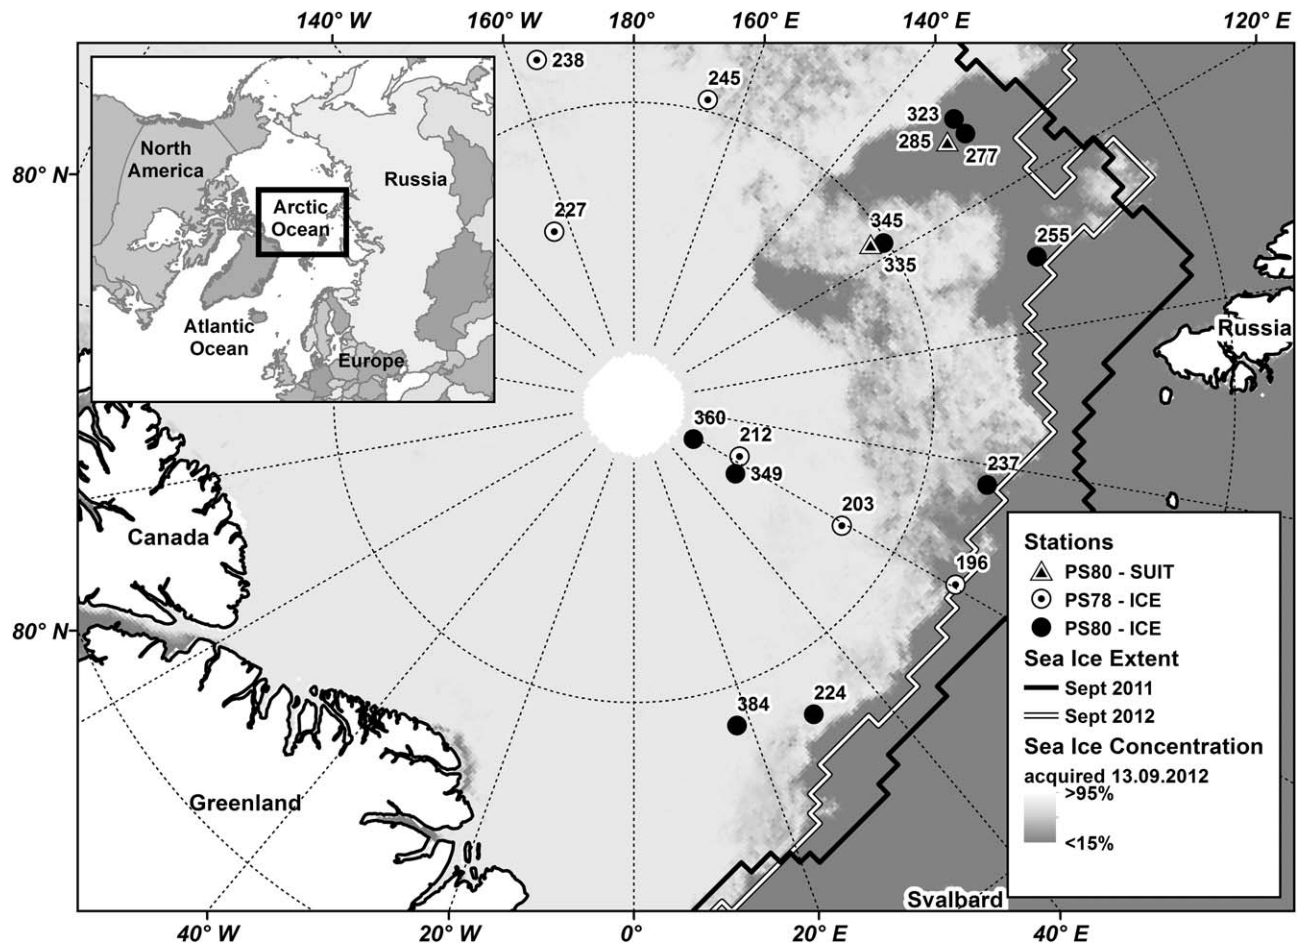 140° W
160° W
180°
160° E
140° E
120° E
238
245
323
285
277
80° N
North
America
Russia
Arctic
Ocean
227
345
335
255
Atlantic
Ocean
Europe
Russia
360
212
349
237
203
Canada
196
80° N
384
224
Greenland
Svalbard
Stations
PS80 - SUIT
PS78 - ICE
PS80 - ICE
Sea Ice Extent
Sept 2011
Sept 2012
Sea Ice Concentration
acquired 13.09.2012
>95%
<15%
40° W
20° W
0°
20° E
40° E